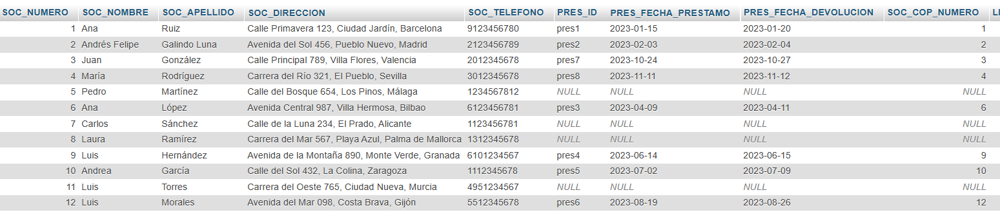 SOC_NUMERO SOC_NOMBRE SOC_APELLIDO SOC_DIRECCION SOC_TELEFONO PRES_ID PRES_FECHA_PRESTAMO PRES_FECHA_DEVOLUCION SOC_COP_NUMERO
1 Ana Ruiz Calle Primavera 123, Ciudad Jardín, Barcelona 9123456780 pres1 2023-01-15 2023-01-20 1
2 Andrés Felipe Galindo Luna Avenida del Sol 456, Pueblo Nuevo, Madrid 2123456789 pres2 2023-02-03 2023-02-04 2
3 Juan González Calle Principal 789, Villa Flores, Valencia 2012345678 pres7 2023-10-24 2023-10-27 3
4 María Rodríguez Carrera del Río 321, El Pueblo, Sevilla 3012345678 pres8 2023-11-11 2023-11-12 4
5 Pedro Martínez Calle del Bosque 654, Los Pinos, Málaga 1234567812 NULL NULL NULL NULL
6 Ana López Avenida Central 987, Villa Hermosa, Bilbao 6123456781 pres3 2023-04-09 2023-04-11 6
7 Carlos Sánchez Calle de la Luna 234, El Prado, Alicante 1123456781 NULL NULL NULL NULL
8 Laura Ramírez Carrera del Mar 567, Playa Azul, Palma de Mallorca 1312345678 NULL NULL NULL NULL
9 Luis Hernández Avenida de la Montaña 890, Monte Verde, Granada 6101234567 pres4 2023-06-14 2023-06-15 9
10 Andrea García Calle del Sol 432, La Colina, Zaragoza 1112345678 pres5 2023-07-02 2023-07-09 10
11 Luis Torres Carrera del Oeste 765, Ciudad Nueva, Murcia 4951234567 NULL NULL NULL NULL
12 Luis Morales Avenida del Mar 098, Costa Brava, Gijón 5512345678 pres6 2023-08-19 2023-08-26 12